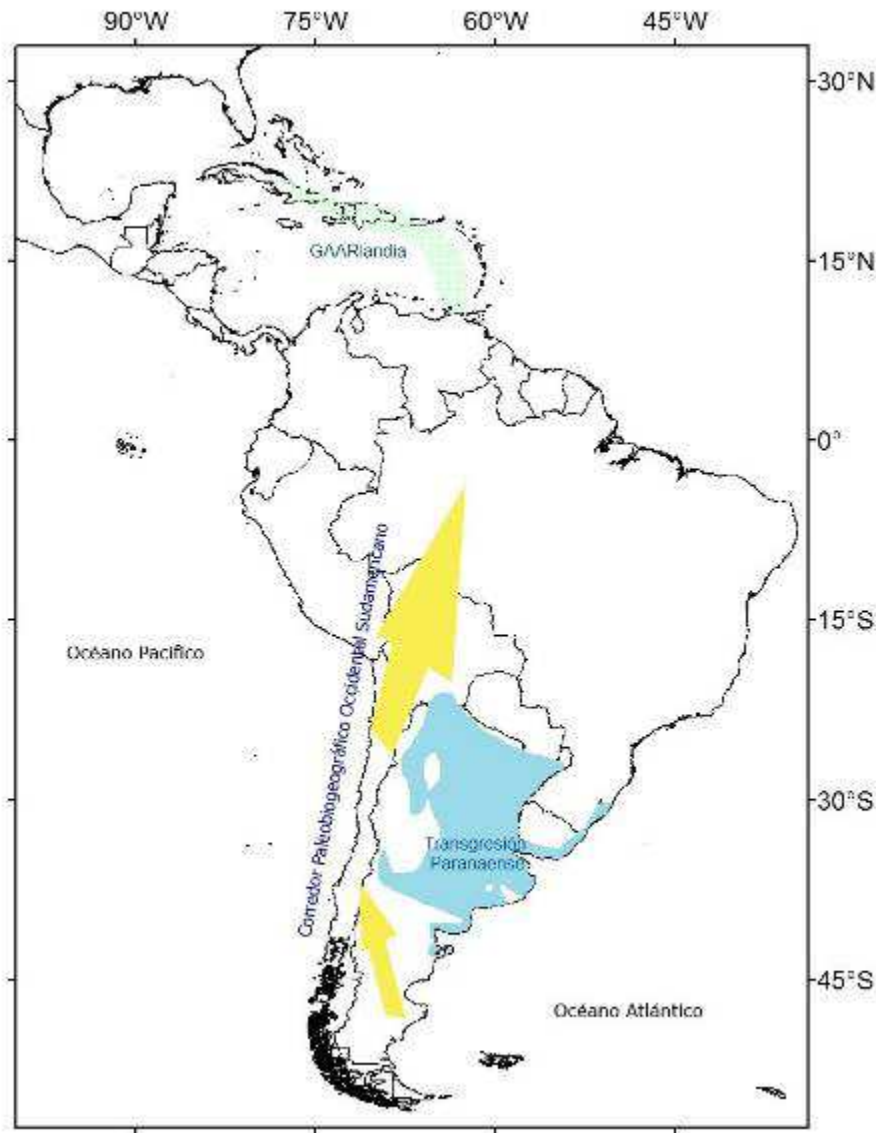 90°W 75°W 60°W 45°W
30°N
GAARlandia
15°N
0°
Corredor Paleobiogeográfico Occidental Sudamericano
15°S
Océano Pacífico
30°S
Transgresión
Paranaense
45°S
Océano Atlántico